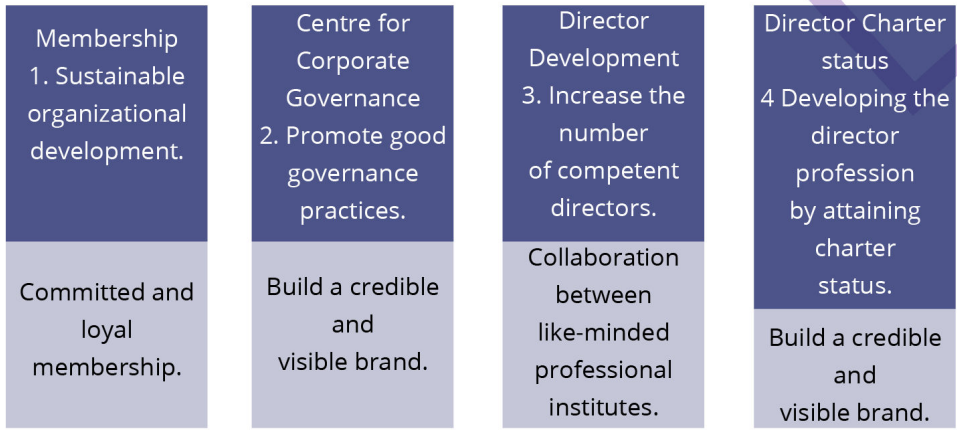 Membership
1. Sustainable
organizational
development.
Committed and
loyal
membership.
Centre for
Corporate
Governance
2. Promote good
governance
practices.
Build a credible
and
visible brand.
Director
Development
3. Increase the
number
of competent
directors.
Collaboration
between
like-minded
professional
institutes.
Director Charter
status
4 Developing the
director
profession
by attaining
charter
status.
Build a credible
and
visible brand.